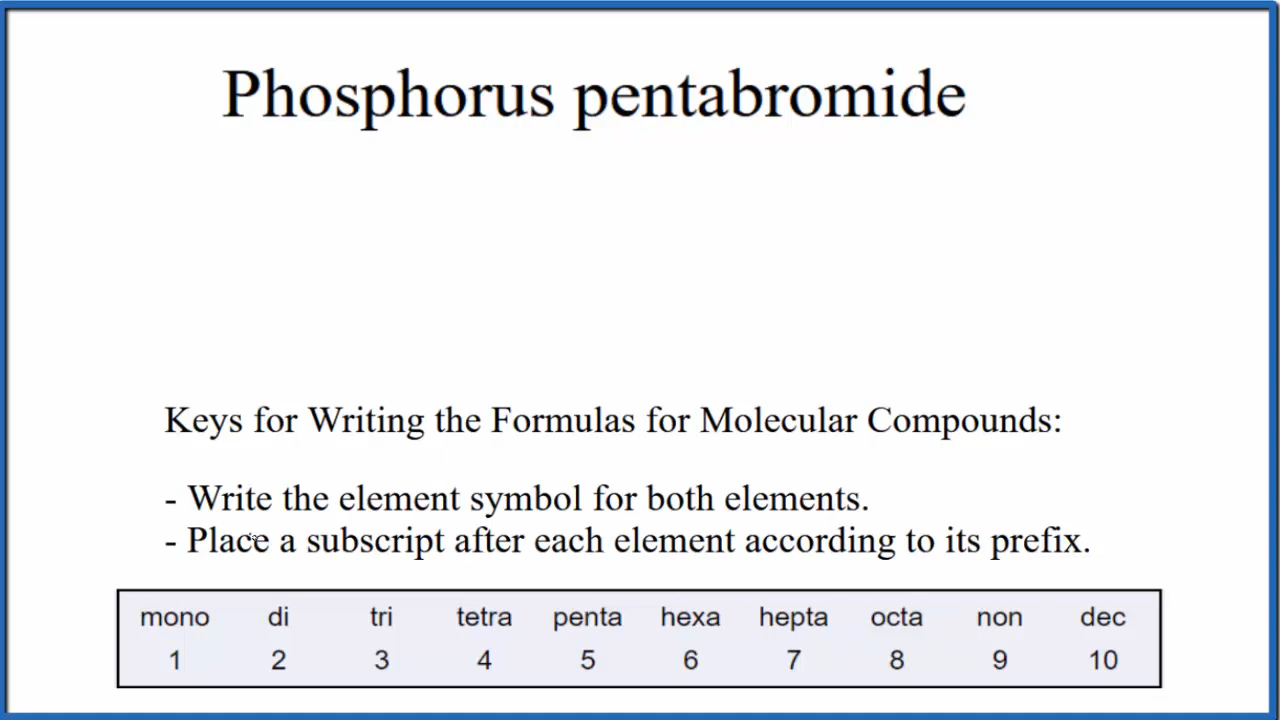 Phosphorus pentabromide
Keys for Writing the Formulas for Molecular Compounds:
- Write the element symbol for both elements.
- Place a subscript after each element according to its prefix.
mono di tri tetra penta hexa hepta octa non dec
1 2 3 4 5 6 7 8 9 10